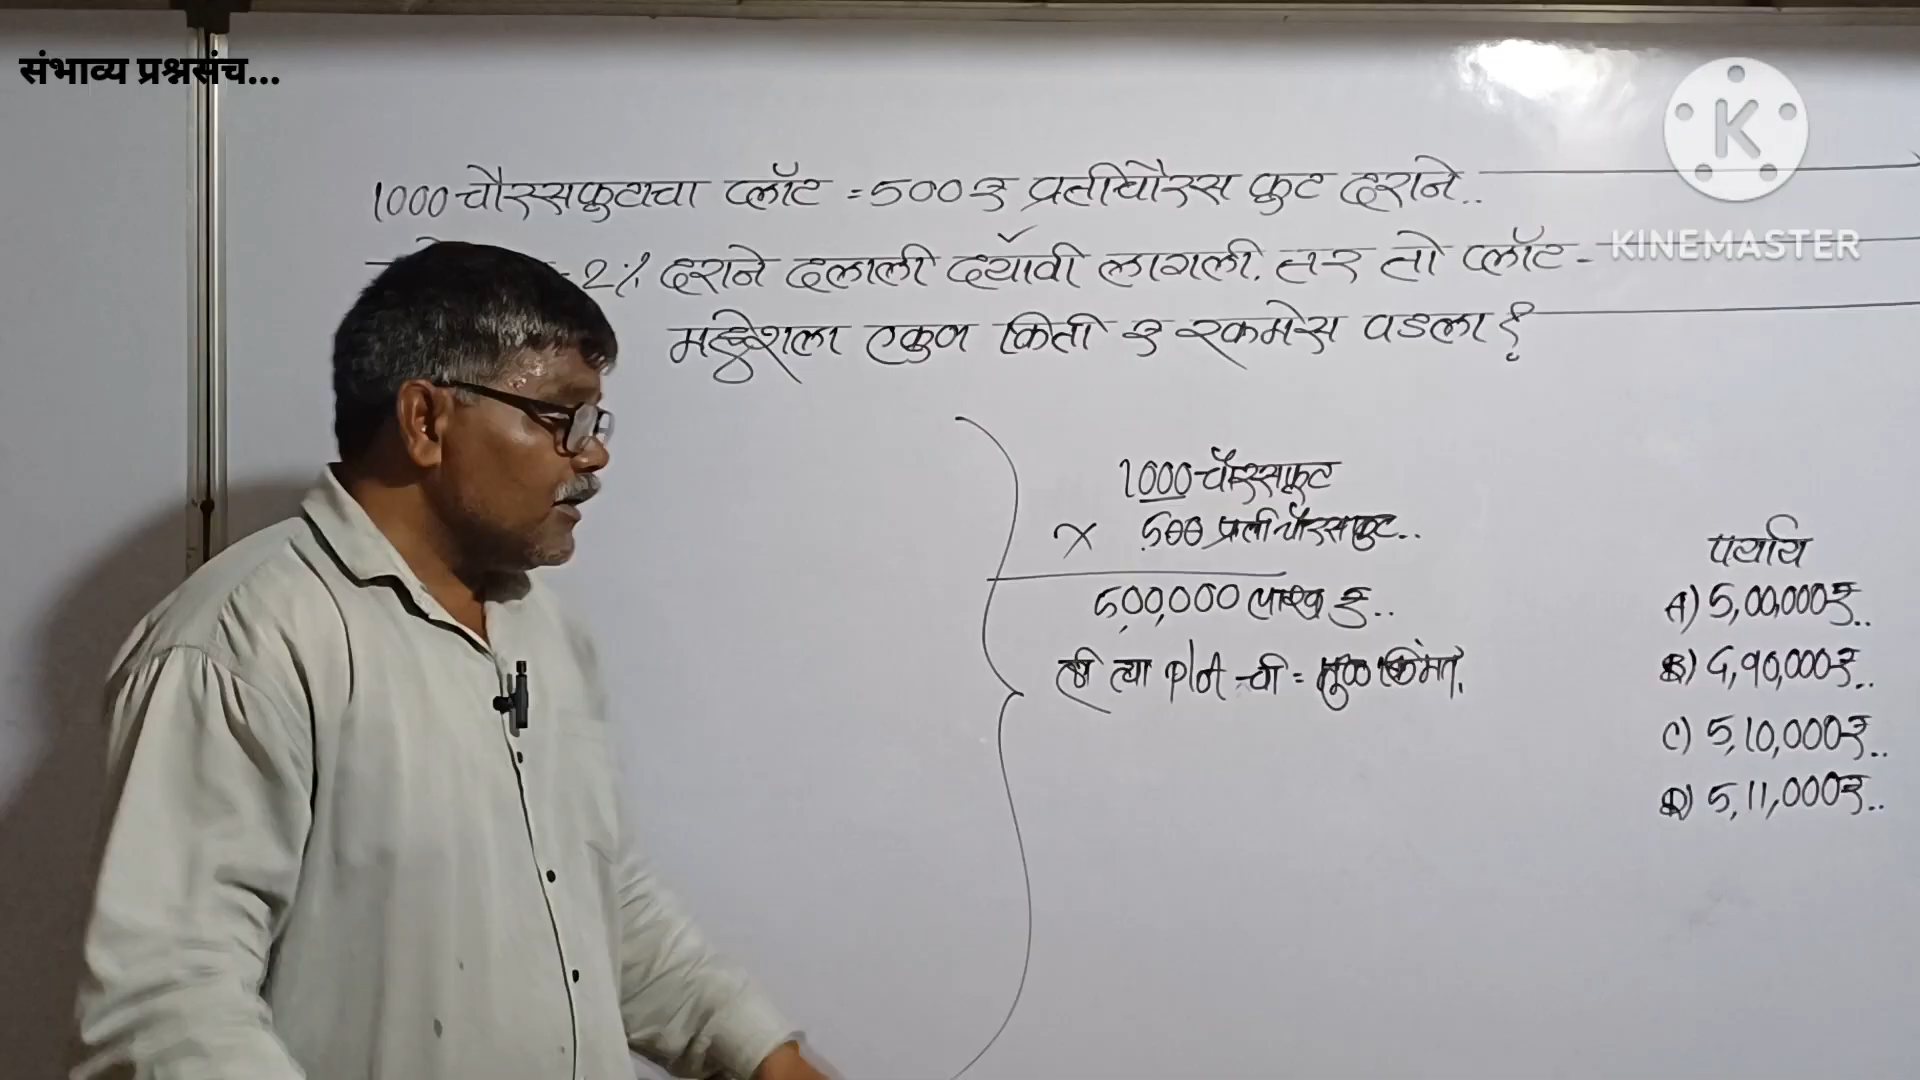 संभाव्य प्रश्नसंच...
KINEMASTER
1000 चौरसफुटाचा प्लॉट = 500 रु प्रतीचौरस फुट दराने..
2% दराने दलाली द्यावी लागली. तर तो प्लॉट -
महेशला एकुण किती रु रकमेस पडला?
1000 चौरसफुट
× 500 प्रतीचौरसफुट..
5,00,000 लाख रु..
ही त्या plot ची = मुळ किंमत.
पर्याय
A) 5,00,000रु..
B) 4,90,000रु..
C) 5,10,000रु..
D) 5,11,000रु..